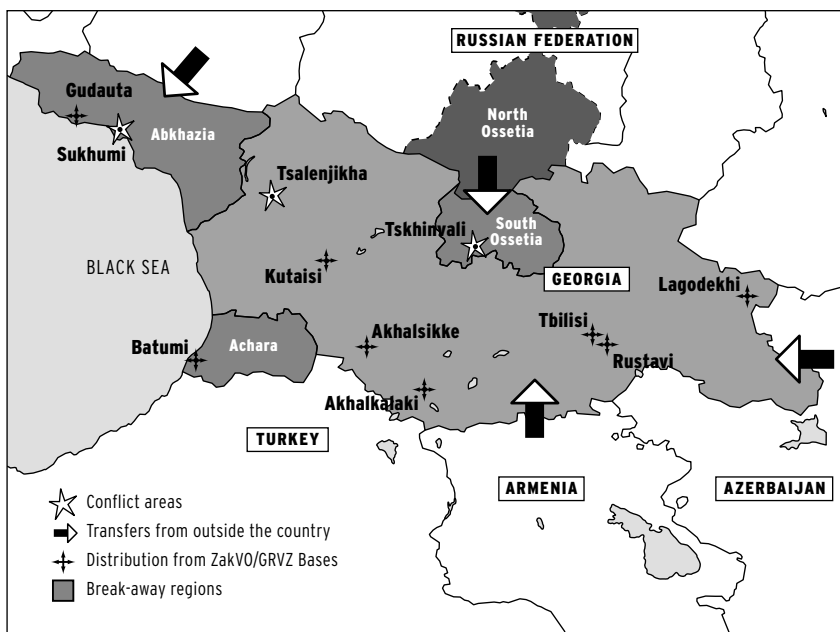 RUSSIAN FEDERATION
Gudauta
Abkhazia
Sukhumi
North
Ossetia
Tsalenjikha
Tskhinvali
South
Ossetia
BLACK SEA
Kutaisi
GEORGIA
Lagodekhi
Batumi
Achara
Akhalsikke
Tbilisi
Rustavi
Akhalkalaki
TURKEY
ARMENIA
AZERBAIJAN
Conflict areas
Transfers from outside the country
Distribution from ZakVO/GRVZ Bases
Break-away regions